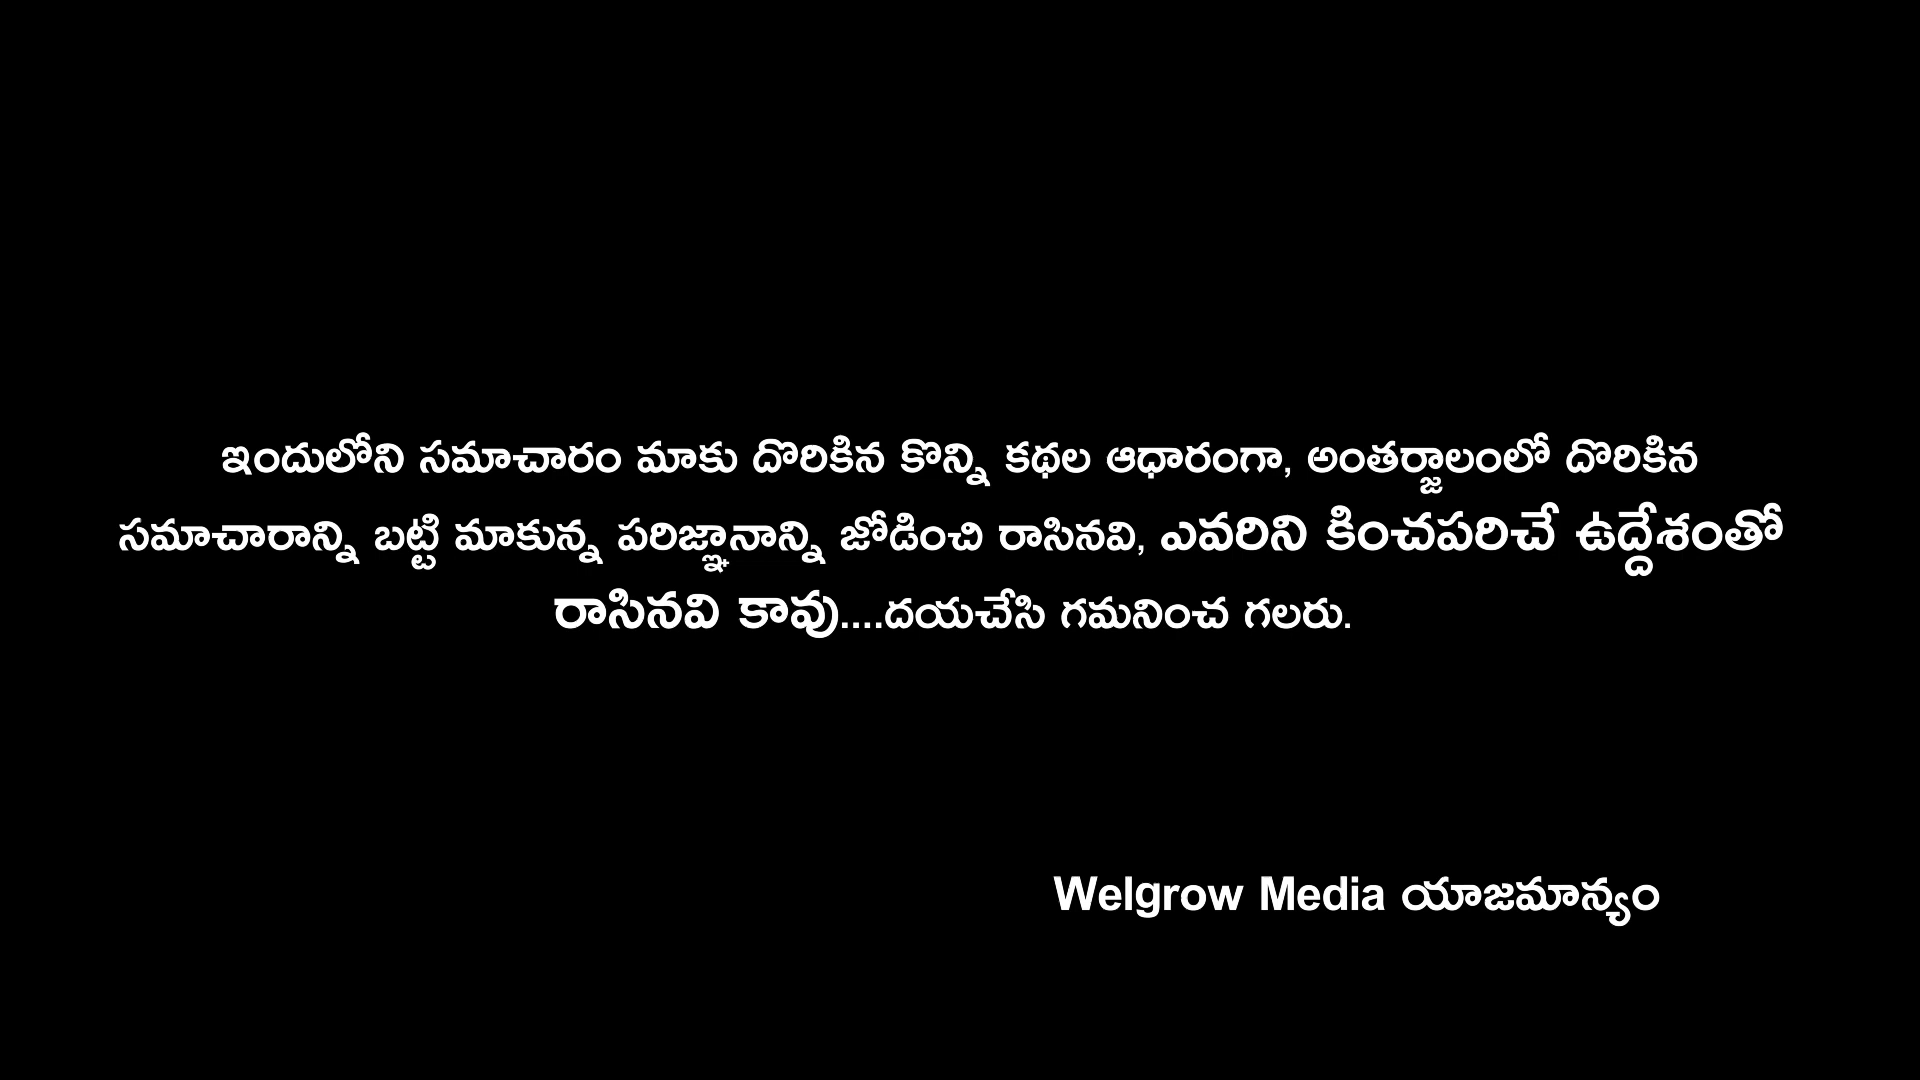 ఇందులోని సమాచారం మాకు దొరికిన కొన్ని కథల ఆధారంగా, అంతర్జాలంలో దొరికిన
సమాచారాన్ని బట్టి మాకున్న పరిజ్ఞానాన్ని జోడించి రాసినవి, ఎవరిని కించపరిచే ఉద్దేశంతో
రాసినవి కావు....దయచేసి గమనించ గలరు.
Welgrow Media యాజమాన్యం